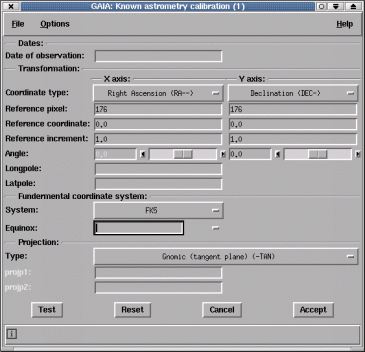 GAIA: Known astrometry calibration (1)
File Options Help
Dates:
Date of observation:
Transformation:
X axis: Y axis:
Coordinate type: Right Ascension (RA--) Declination (DEC-)
Reference pixel: 176 176
Reference coordinate: 0.0 0.0
Reference increment: 1.0 1.0
Angle: 0.0 0.0
Longpole:
Latpole:
Fundermental coordinate system:
System: FK5
Equinox:
Projection:
Type: Gnomic (tangent plane) (-TAN)
projp1:
projp2:
Test Reset Cancel Accept